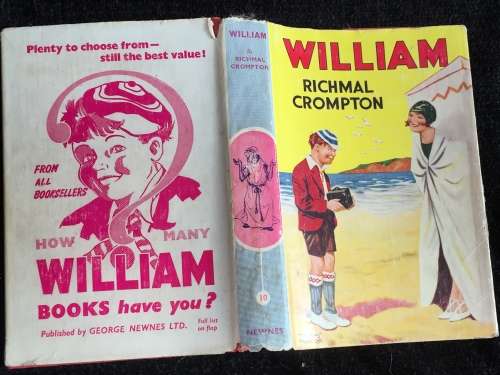 Plenty to choose from—
still the best value!
FROM
ALL
BOOKSELLERS
HOW MANY
WILLIAM
BOOKS have you?
Published by GEORGE NEWNES LTD.
Full list
on flap
WILLIAM
By
RICHMAL
CROMPTON
10
NEWNES
WILLIAM
RICHMAL
CROMPTON